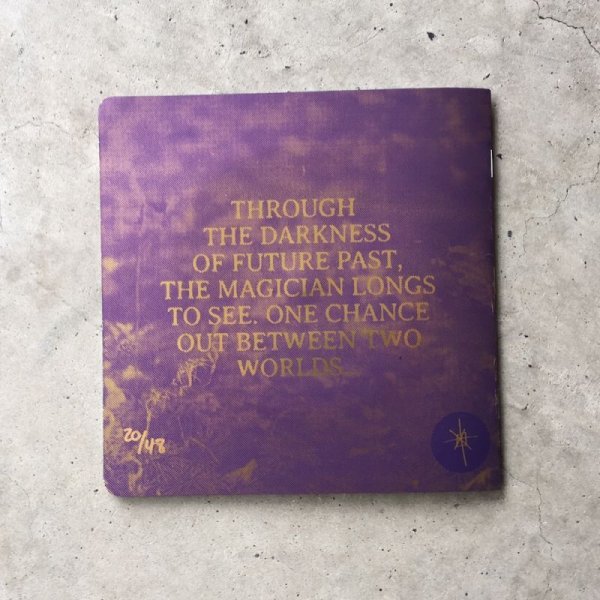 THROUGH
THE DARKNESS
OF FUTURE PAST,
THE MAGICIAN LONGS
TO SEE. ONE CHANCE
OUT BETWEEN TWO
WORLDS...
20/48